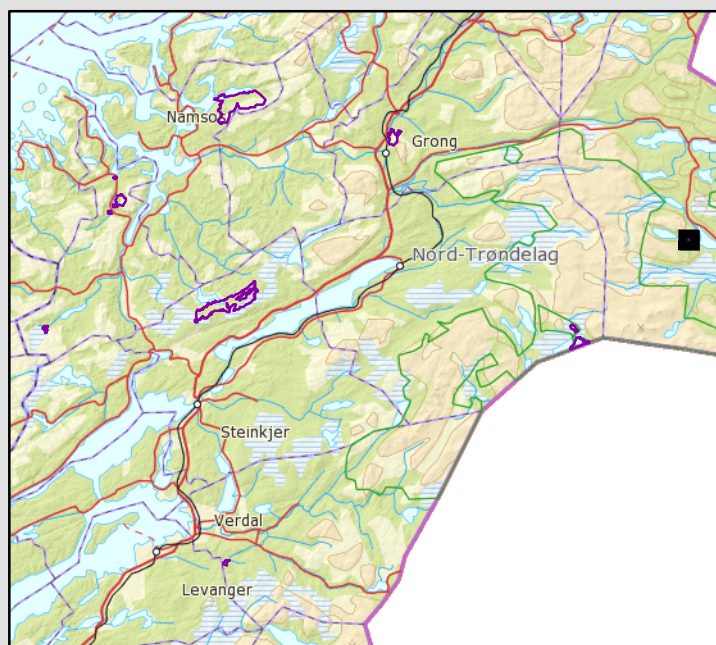 Namsos
Grong
Nord-Trøndelag
Steinkjer
Verdal
Levanger